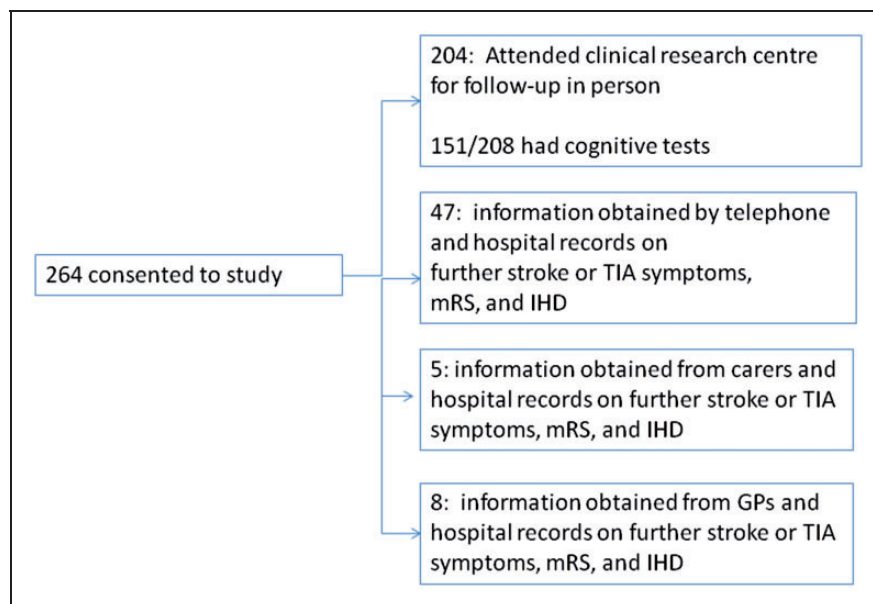 264 consented to study
204: Attended clinical research centre
for follow-up in person
151/208 had cognitive tests
47: information obtained by telephone
and hospital records on
further stroke or TIA symptoms,
mRS, and IHD
5: information obtained from carers and
hospital records on further stroke or TIA
symptoms, mRS, and IHD
8: information obtained from GPs and
hospital records on further stroke or TIA
symptoms, mRS, and IHD